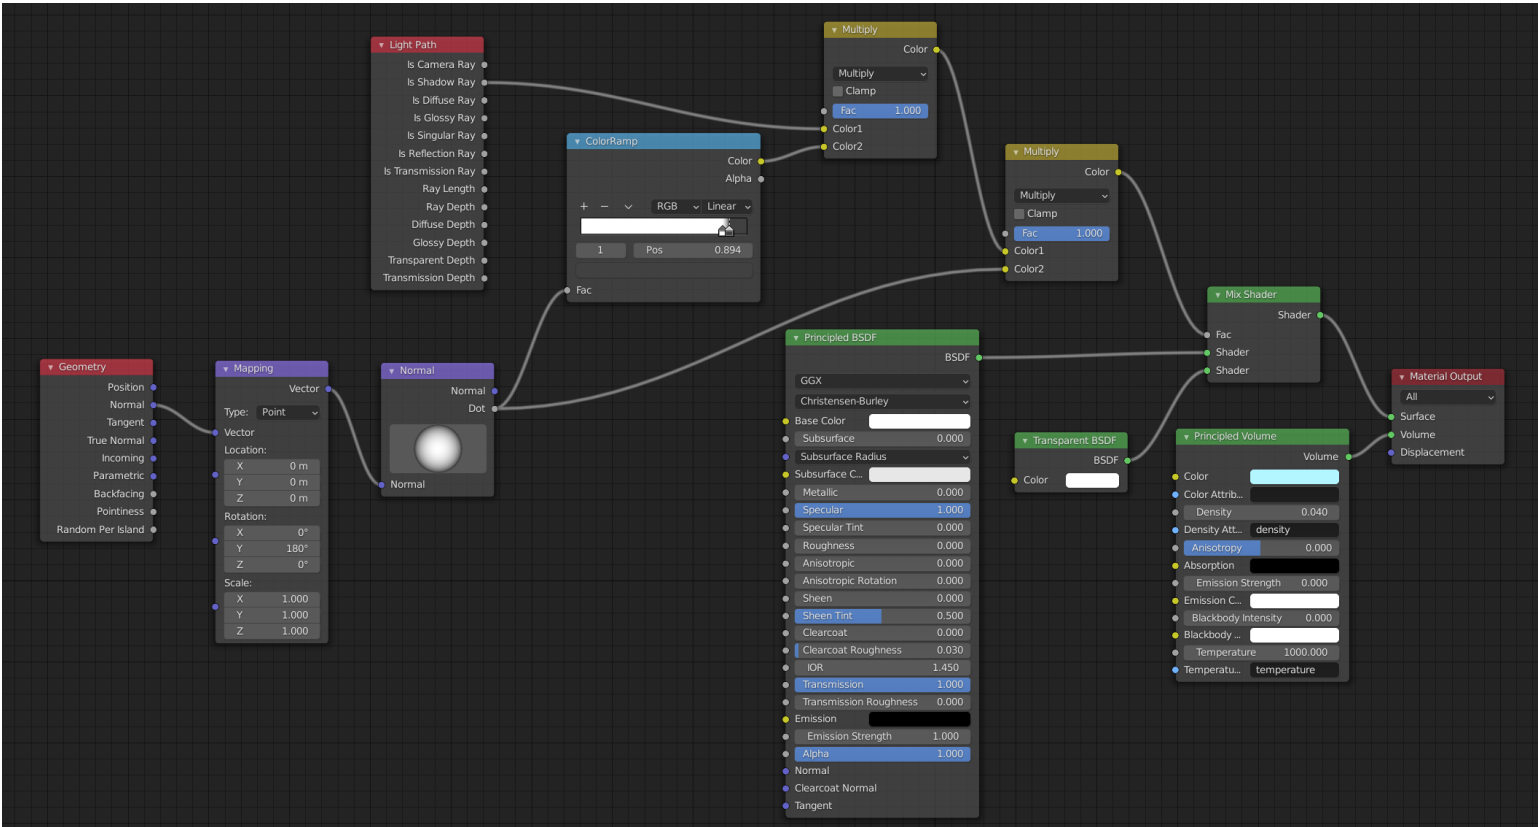 Light Path
Is Camera Ray
Is Shadow Ray
Is Diffuse Ray
Is Glossy Ray
Is Singular Ray
Is Reflection Ray
Is Transmission Ray
Ray Length
Ray Depth
Diffuse Depth
Glossy Depth
Transparent Depth
Transmission Depth
ColorRamp
Color
Alpha
RGB Linear
1 Pos 0.894
Fac
Multiply
Color
Multiply
Clamp
Fac 1.000
Color1
Color2
Multiply
Color
Multiply
Clamp
Fac 1.000
Color1
Color2
Geometry
Position
Normal
Tangent
True Normal
Incoming
Parametric
Backfacing
Pointiness
Random Per Island
Mapping
Vector
Type: Point
Vector
Location:
X 0 m
Y 0 m
Z 0 m
Rotation:
X 0°
Y 180°
Z 0°
Scale:
X 1.000
Y 1.000
Z 1.000
Normal
Normal
Dot
Normal
Principled BSDF
BSDF
GGX
Christensen-Burley
Base Color
Subsurface 0.000
Subsurface Radius
Subsurface C...
Metallic 0.000
Specular 1.000
Specular Tint 0.000
Roughness 0.000
Anisotropic 0.000
Anisotropic Rotation 0.000
Sheen 0.000
Sheen Tint 0.500
Clearcoat 0.000
Clearcoat Roughness 0.030
IOR 1.450
Transmission 1.000
Transmission Roughness 0.000
Emission
Emission Strength 1.000
Alpha 1.000
Normal
Clearcoat Normal
Tangent
Transparent BSDF
BSDF
Color
Mix Shader
Shader
Fac
Shader
Shader
Principled Volume
Volume
Color
Color Attrib...
Density 0.040
Density Att... density
Anisotropy 0.000
Absorption
Emission Strength 0.000
Emission C...
Blackbody Intensity 0.000
Blackbody ...
Temperature 1000.000
Temperatu... temperature
Material Output
All
Surface
Volume
Displacement